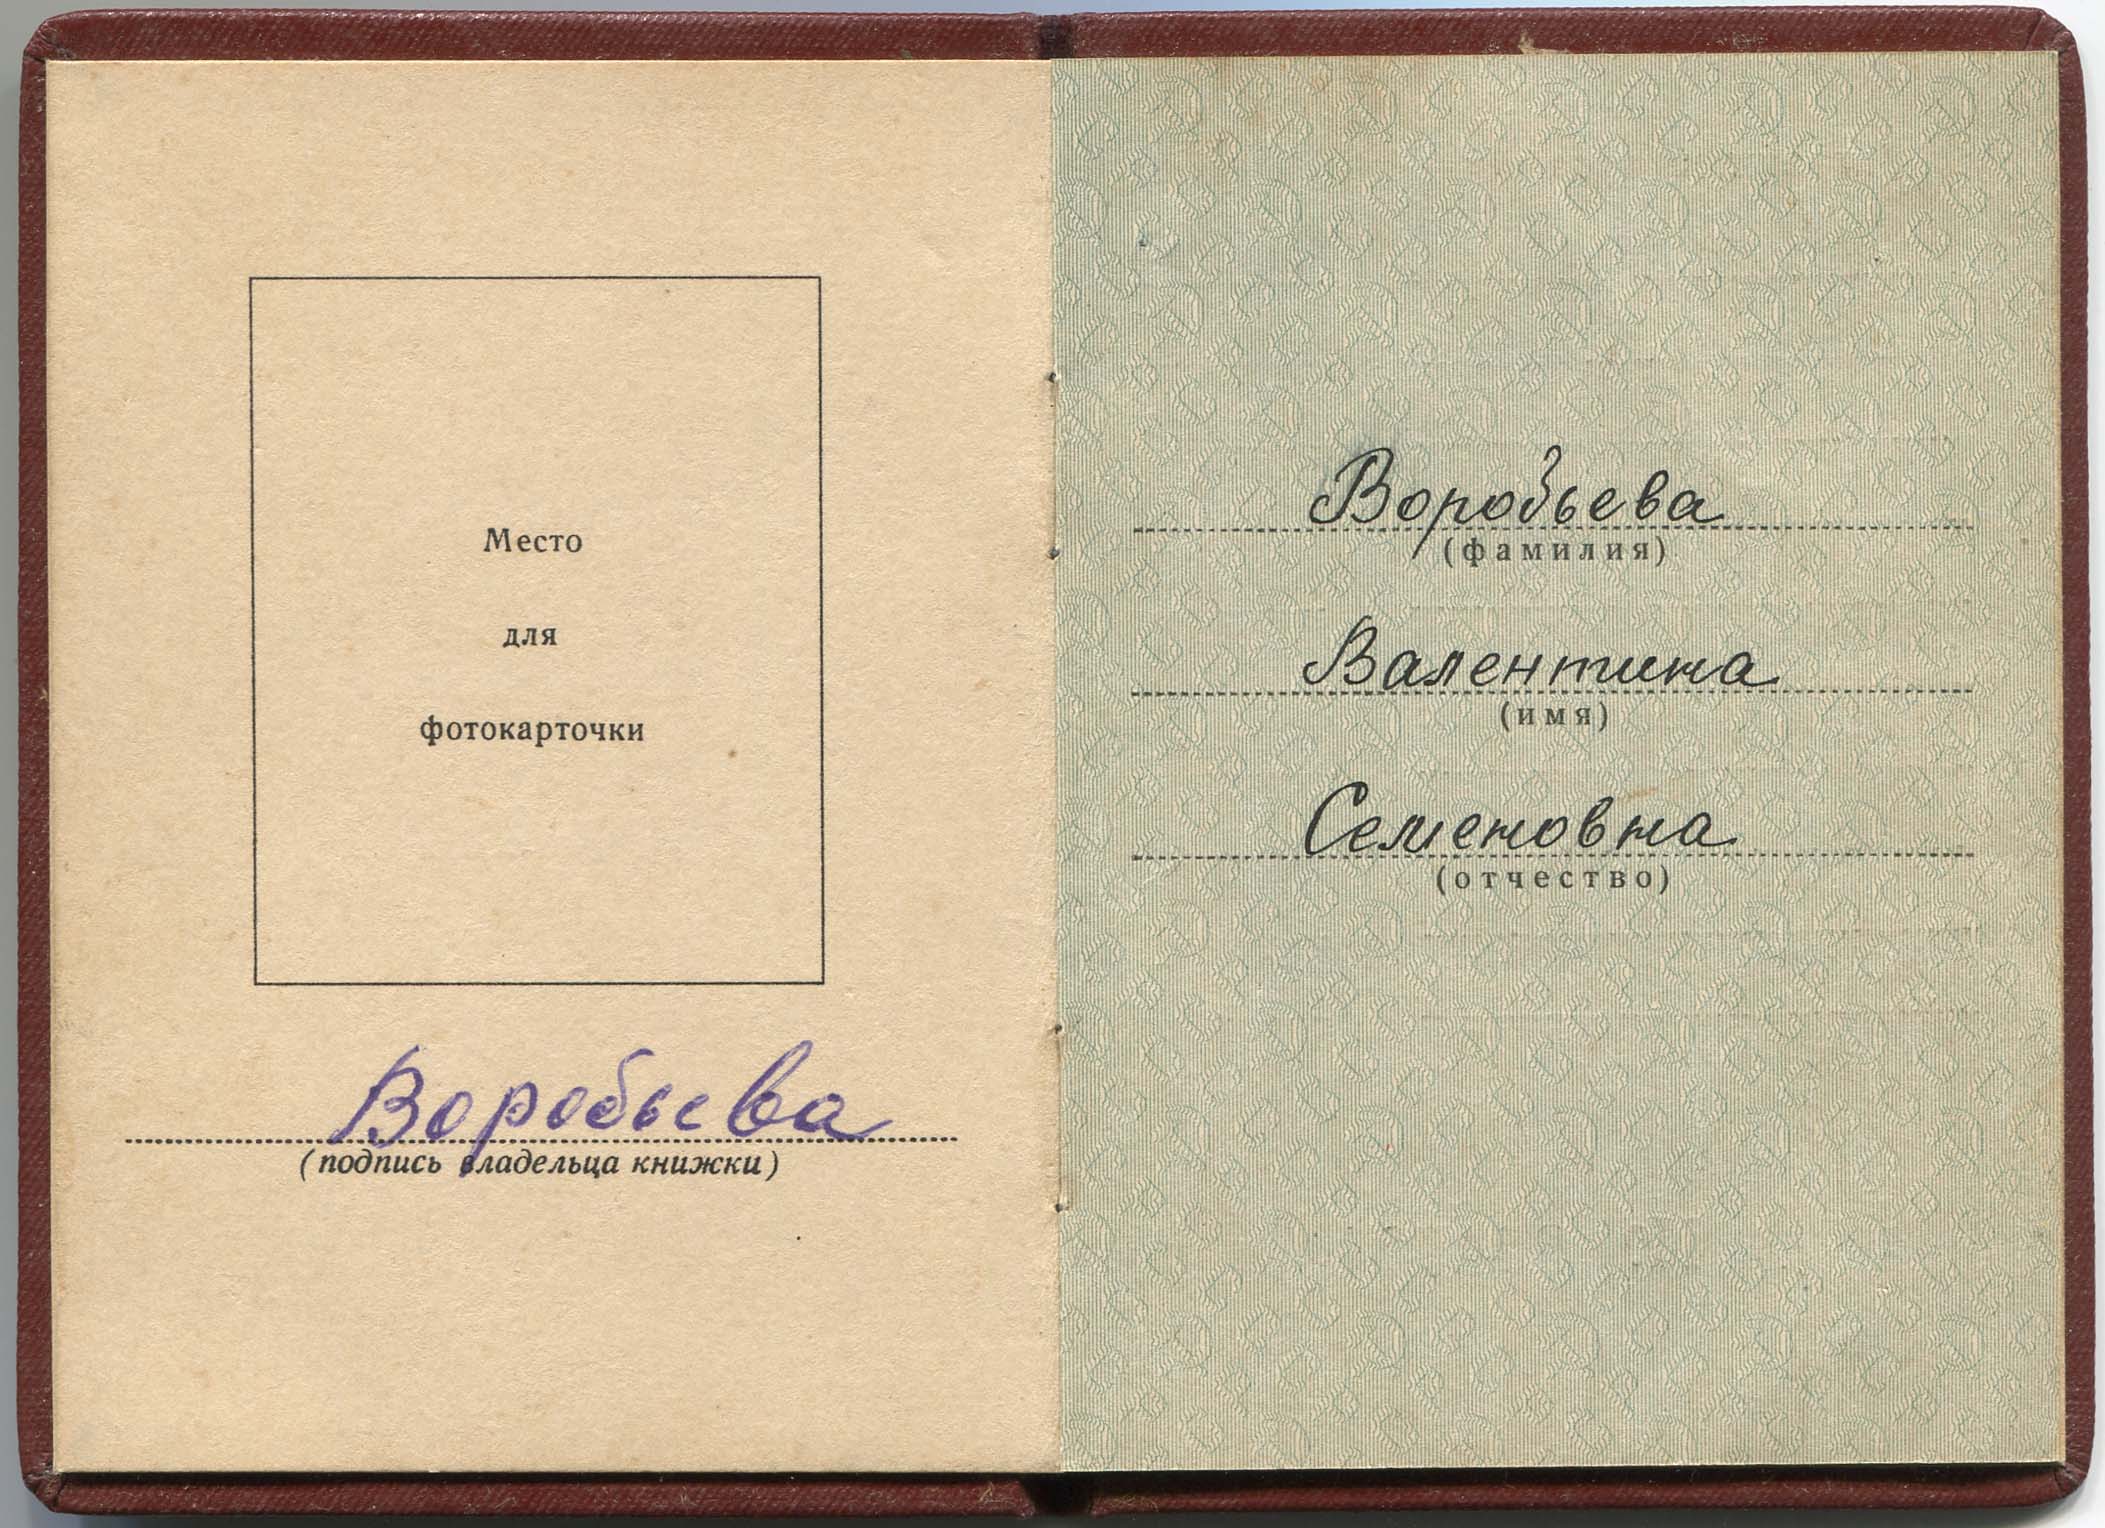 Место
для
фотокарточки
Воробьева
(подпись владельца книжки)
Воробьева
(фамилия)
Валентина
(имя)
Семеновна
(отчество)